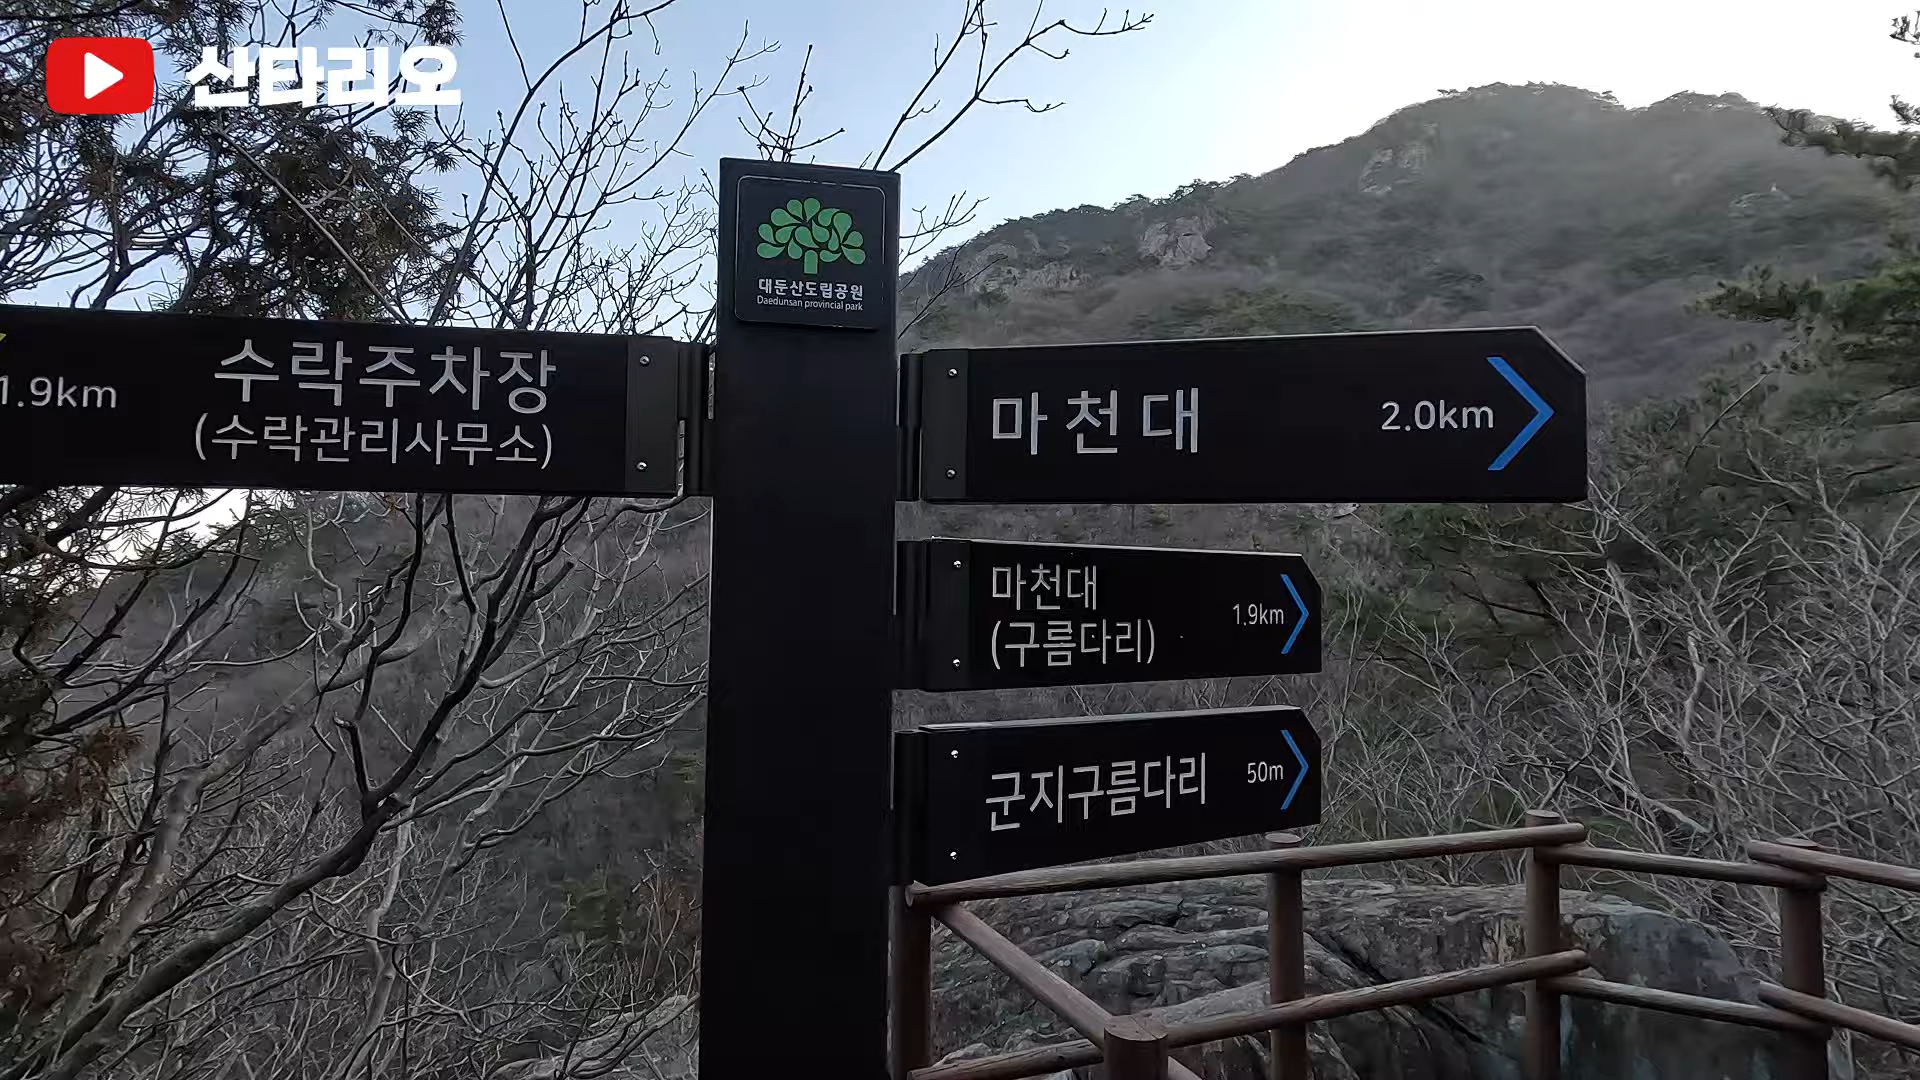 산타리오
대둔산도립공원
Daedunsan provincial park
1.9km 수락주차장
(수락관리사무소)
마천대 2.0km
마천대
(구름다리) 1.9km
군지구름다리 50m